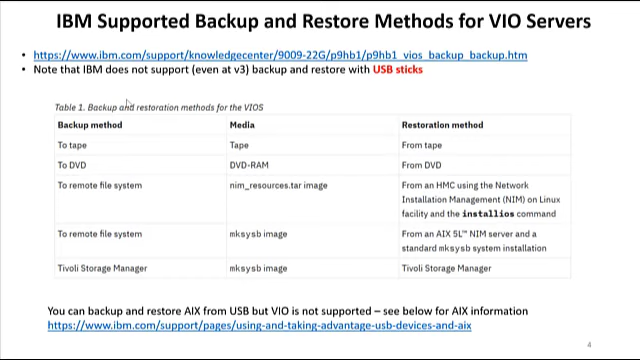 IBM Supported Backup and Restore Methods for VIO Servers
• https://www.ibm.com/support/knowledgecenter/9009-22G/p9hb1/p9hb1_vios_backup_backup.htm
• Note that IBM does not support (even at v3) backup and restore with USB sticks
Table 1. Backup and restoration methods for the VIOS
Backup method Media Restoration method
To tape Tape From tape
To DVD DVD-RAM From DVD
To remote file system nim_resources.tar image From an HMC using the Network
Installation Management (NIM) on Linux
facility and the installios command
To remote file system mksysb image From an AIX 5L™ NIM server and a
standard mksysb system installation
Tivoli Storage Manager mksysb image Tivoli Storage Manager
You can backup and restore AIX from USB but VIO is not supported – see below for AIX information
https://www.ibm.com/support/pages/using-and-taking-advantage-usb-devices-and-aix
4